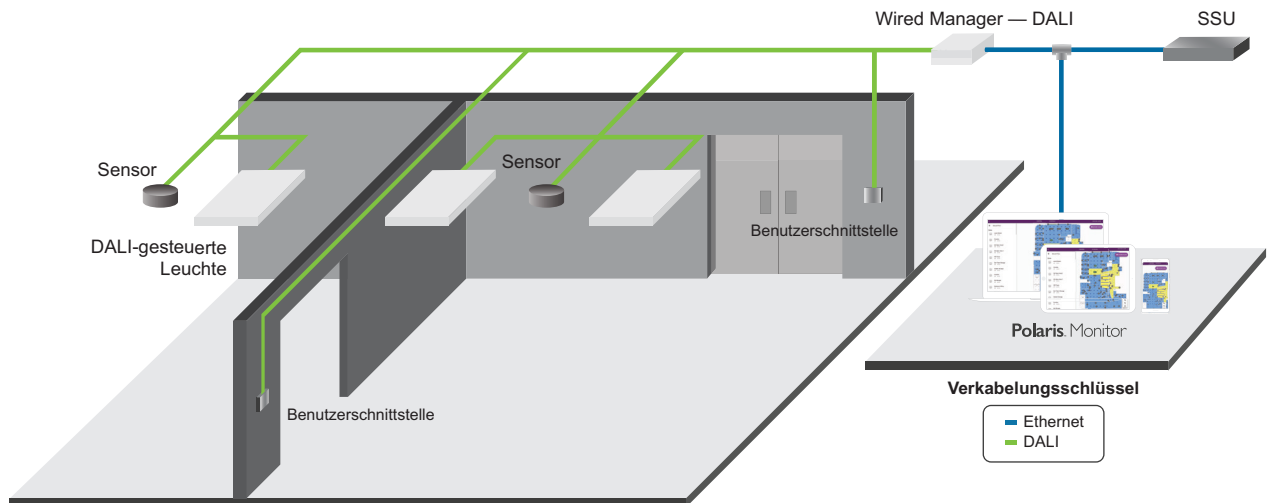 Wired Manager — DALI
SSU
Sensor
Sensor
DALI-gesteuerte
Leuchte
Benutzerschnittstelle
Benutzerschnittstelle
Polaris. Monitor
Verkabelungsschlüssel
Ethernet
DALI